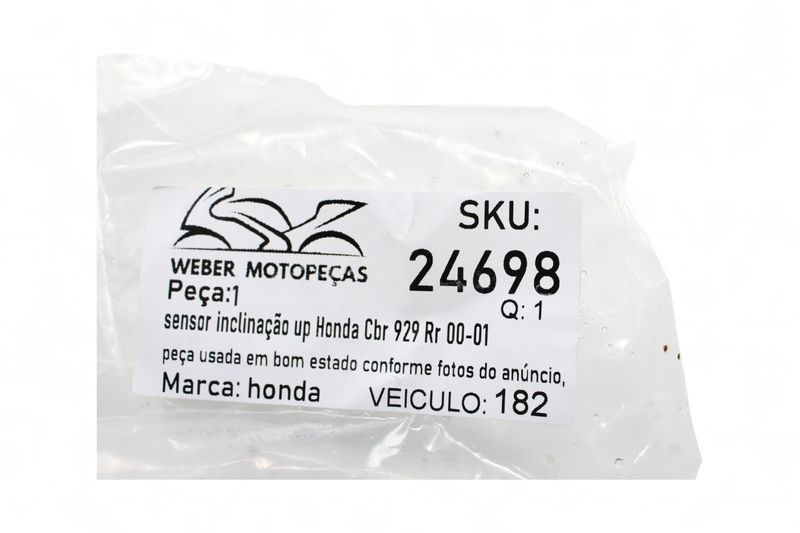 WEBER MOTOPEÇAS
SKU:
24698
Q: 1
Peça:1
sensor inclinação up Honda Cbr 929 Rr 00-01
peça usada em bom estado conforme fotos do anúncio,
Marca: honda
VEICULO: 182